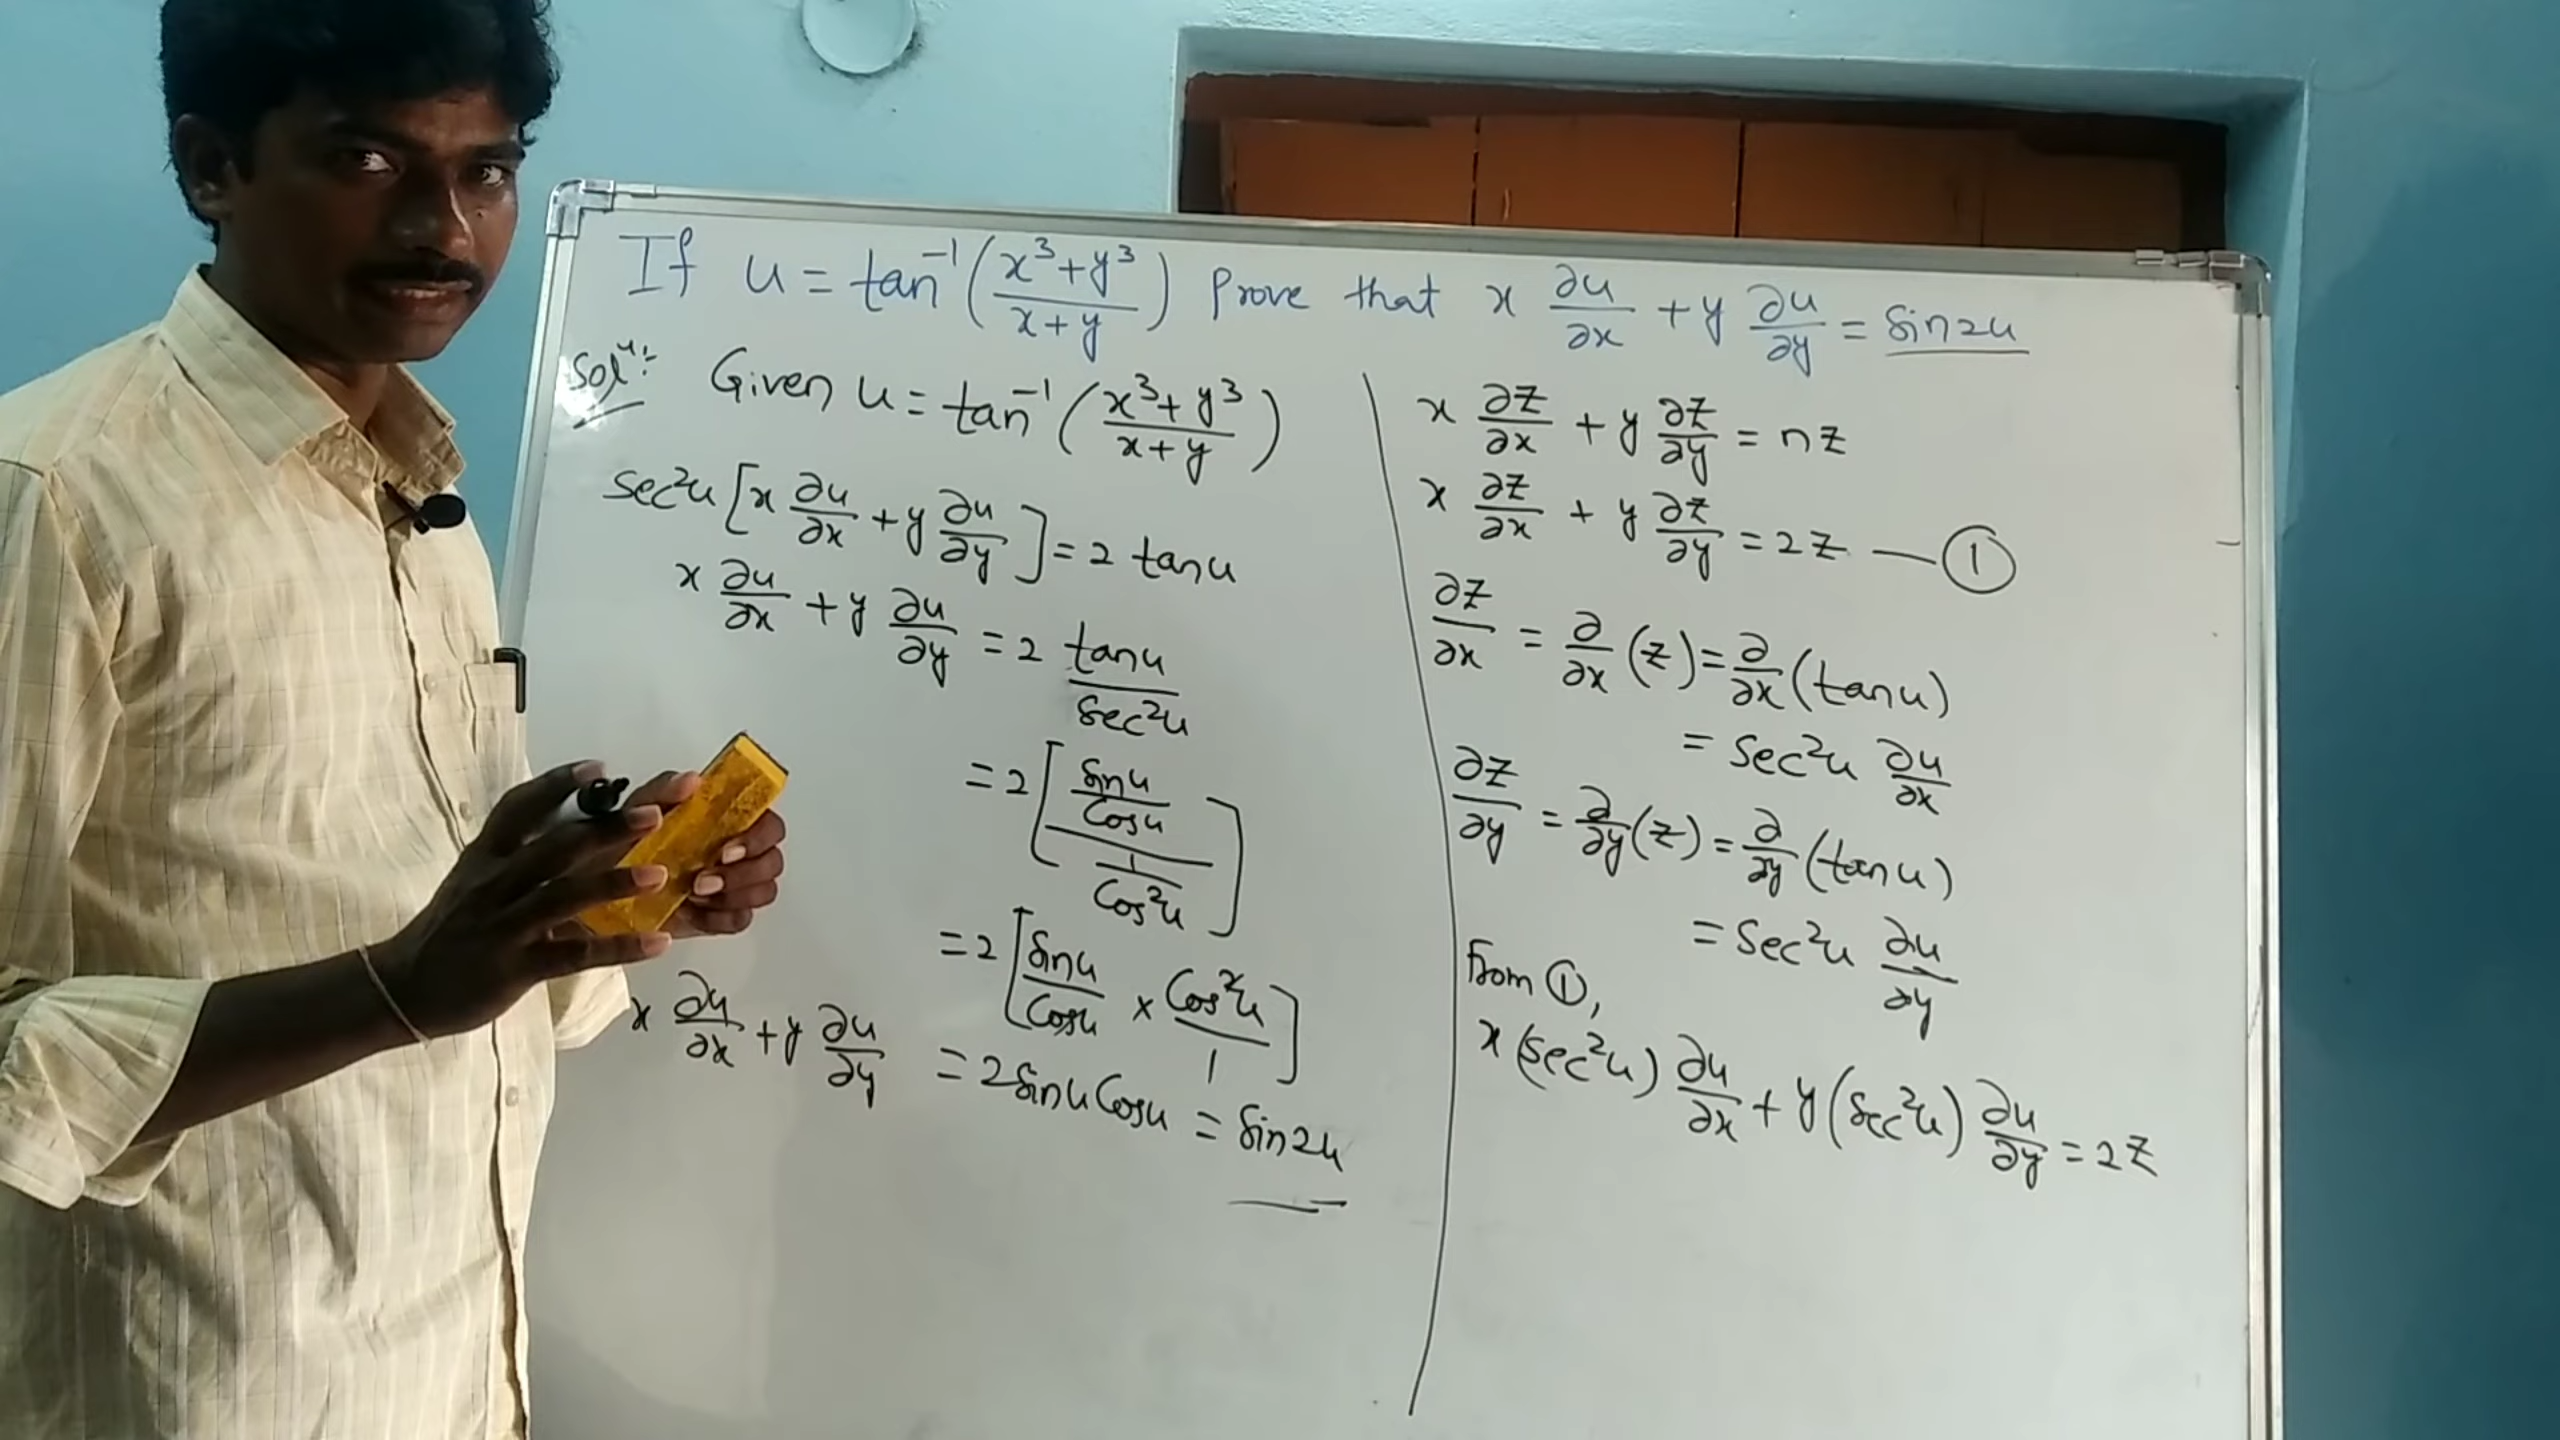 If u = tan⁻¹((x³+y³)/(x+y)) Prove that x ∂u/∂x + y ∂u/∂y = sin2u
Solⁿ:- Given u = tan⁻¹((x³+y³)/(x+y))
sec²u [x ∂u/∂x + y ∂u/∂y] = 2 tanu
x ∂u/∂x + y ∂u/∂y = 2 tanu/sec²u
= 2 [(sinu/Cosu)/(1/Cos²u)]
= 2 [sinu/Cosu × Cos²u/1]
x ∂u/∂x + y ∂u/∂y = 2sinuCosu = sin2u
x ∂z/∂x + y ∂z/∂y = nz
x ∂z/∂x + y ∂z/∂y = 2z — ①
∂z/∂x = ∂/∂x (z) = ∂/∂x (tanu)
= sec²u ∂u/∂x
∂z/∂y = ∂/∂y (z) = ∂/∂y (tanu)
= sec²u ∂u/∂y
From ①,
x (sec²u) ∂u/∂x + y (sec²u) ∂u/∂y = 2z